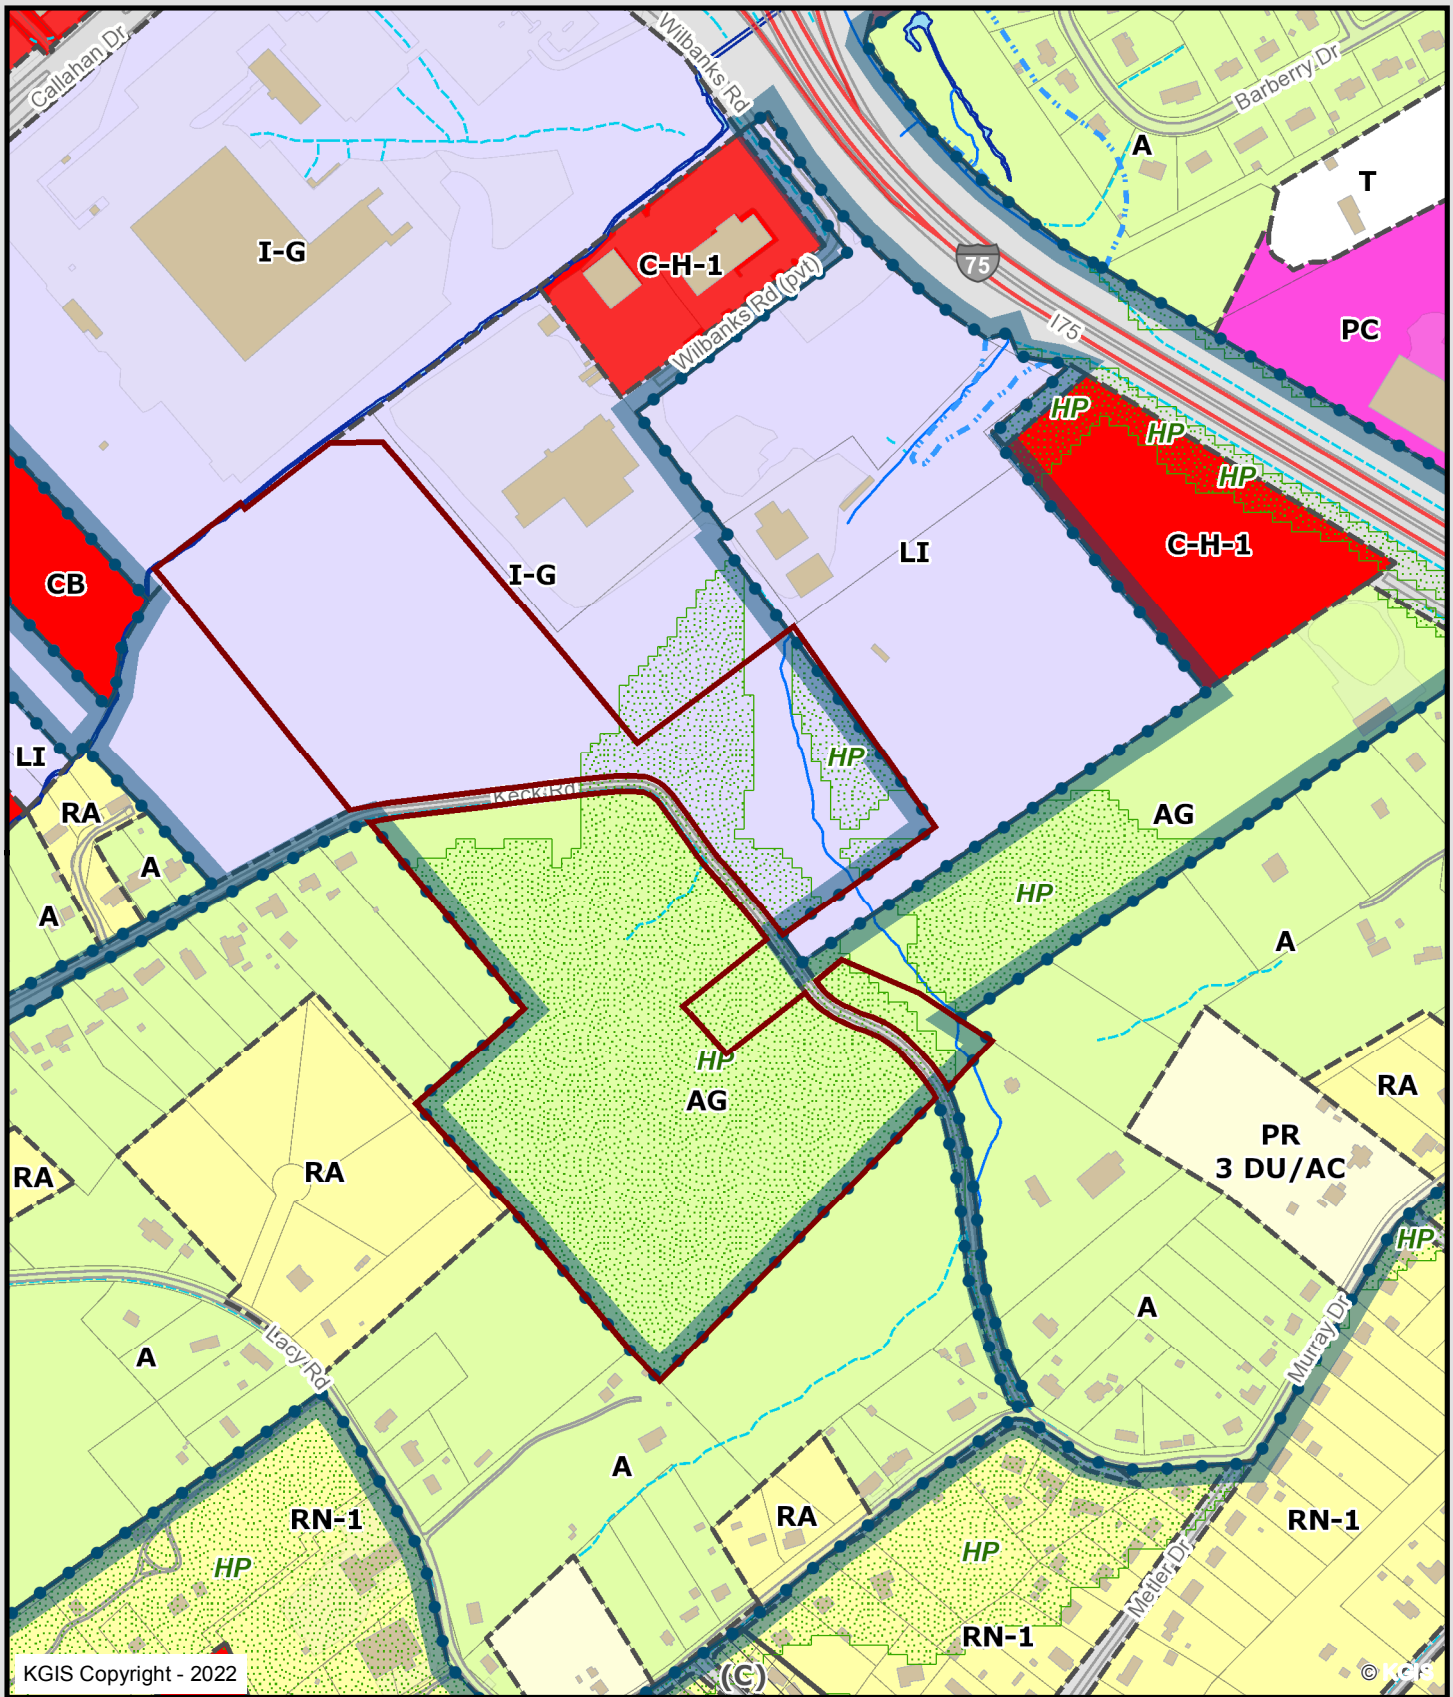 Callahan Dr
Wilbanks Rd
Barberry Dr
A
T
I-G
C-H-1
75
Wilbanks Rd (pvt)
I75
PC
HP
HP
HP
C-H-1
LI
I-G
CB
LI
HP
Keck Rd
RA
AG
A
HP
A
A
HP
AG
RA
PR
3 DU/AC
RA
RA
HP
A
A
Lacy Rd
Murray Dr
A
RN-1
RA
RN-1
HP
HP
Metler Dr
RN-1
KGIS Copyright - 2022
(C)
© KGIS